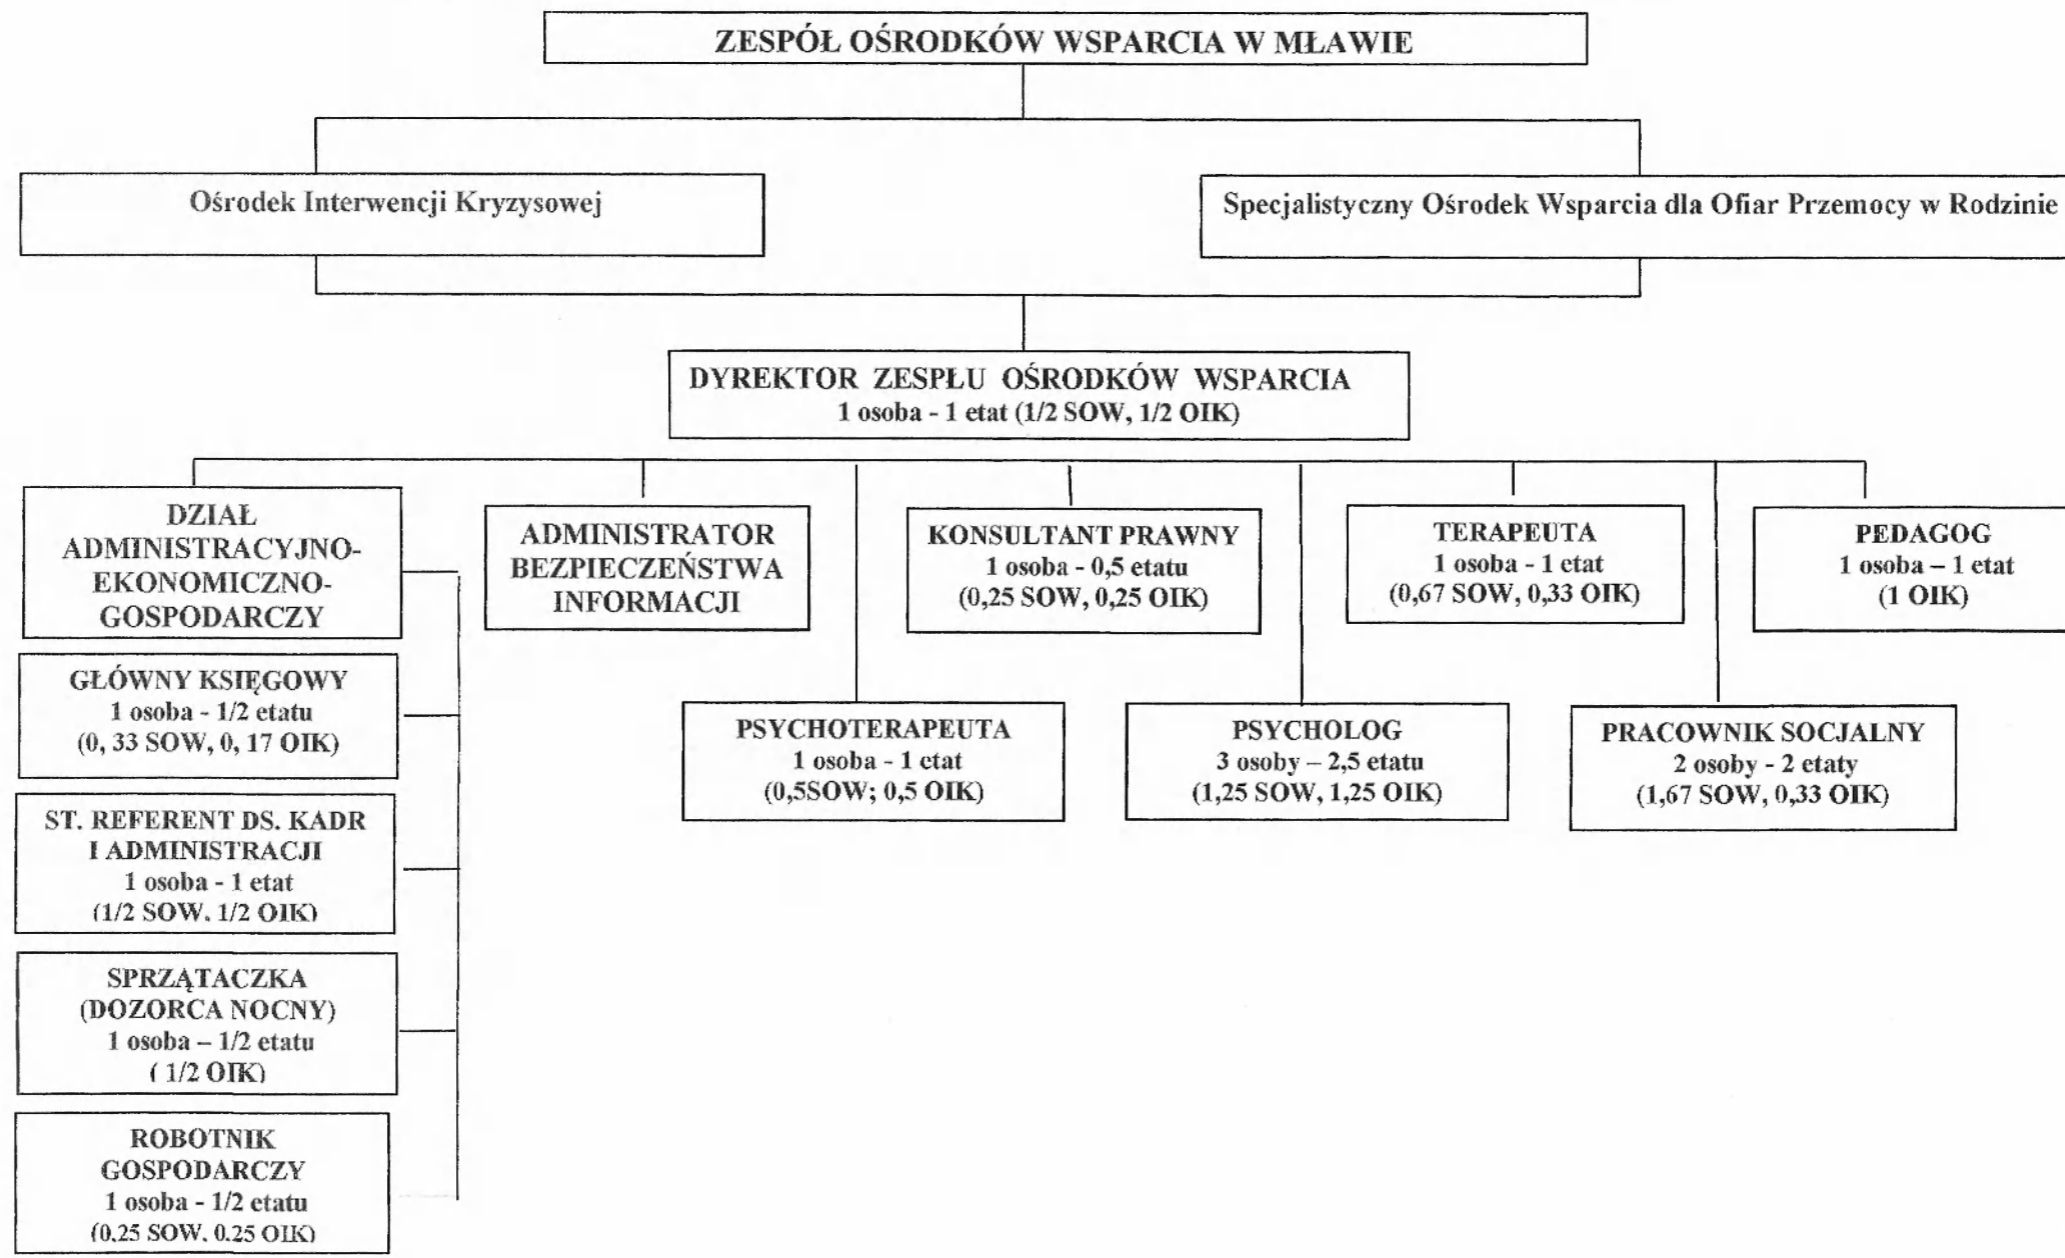 ZESPÓŁ OŚRODKÓW WSPARCIA W MŁAWIE
Ośrodek Interwencji Kryzysowej
Specjalistyczny Ośrodek Wsparcia dla Ofiar Przemocy w Rodzinie
DYREKTOR ZESPŁU OŚRODKÓW WSPARCIA
1 osoba - 1 etat (1/2 SOW, 1/2 OIK)
DZIAŁ
ADMINISTRACYJNO-
EKONOMICZNO-
GOSPODARCZY
ADMINISTRATOR
BEZPIECZEŃSTWA
INFORMACJI
KONSULTANT PRAWNY
1 osoba - 0,5 etatu
(0,25 SOW, 0,25 OIK)
TERAPEUTA
1 osoba - 1 etat
(0,67 SOW, 0,33 OIK)
PEDAGOG
1 osoba – 1 etat
(1 OIK)
GŁÓWNY KSIĘGOWY
1 osoba - 1/2 etatu
(0, 33 SOW, 0, 17 OIK)
PSYCHOTERAPEUTA
1 osoba - 1 etat
(0,5SOW; 0,5 OIK)
PSYCHOLOG
3 osoby – 2,5 etatu
(1,25 SOW, 1,25 OIK)
PRACOWNIK SOCJALNY
2 osoby - 2 etaty
(1,67 SOW, 0,33 OIK)
ST. REFERENT DS. KADR
I ADMINISTRACJI
1 osoba - 1 etat
(1/2 SOW, 1/2 OIK)
SPRZĄTACZKA
(DOZORCA NOCNY)
1 osoba – 1/2 etatu
( 1/2 OIK)
ROBOTNIK
GOSPODARCZY
1 osoba - 1/2 etatu
(0,25 SOW, 0,25 OIK)